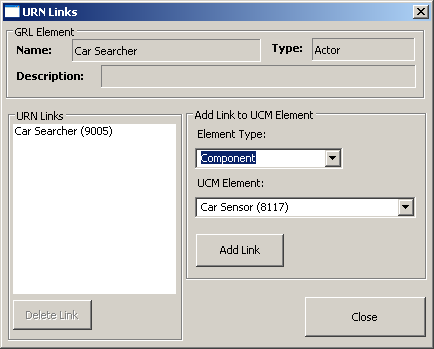 URN Links
GRL Element
Name: Car Searcher Type: Actor
Description:
URN Links
Car Searcher (9005)
Delete Link
Add Link to UCM Element
Element Type:
Component
UCM Element:
Car Sensor (8117)
Add Link
Close